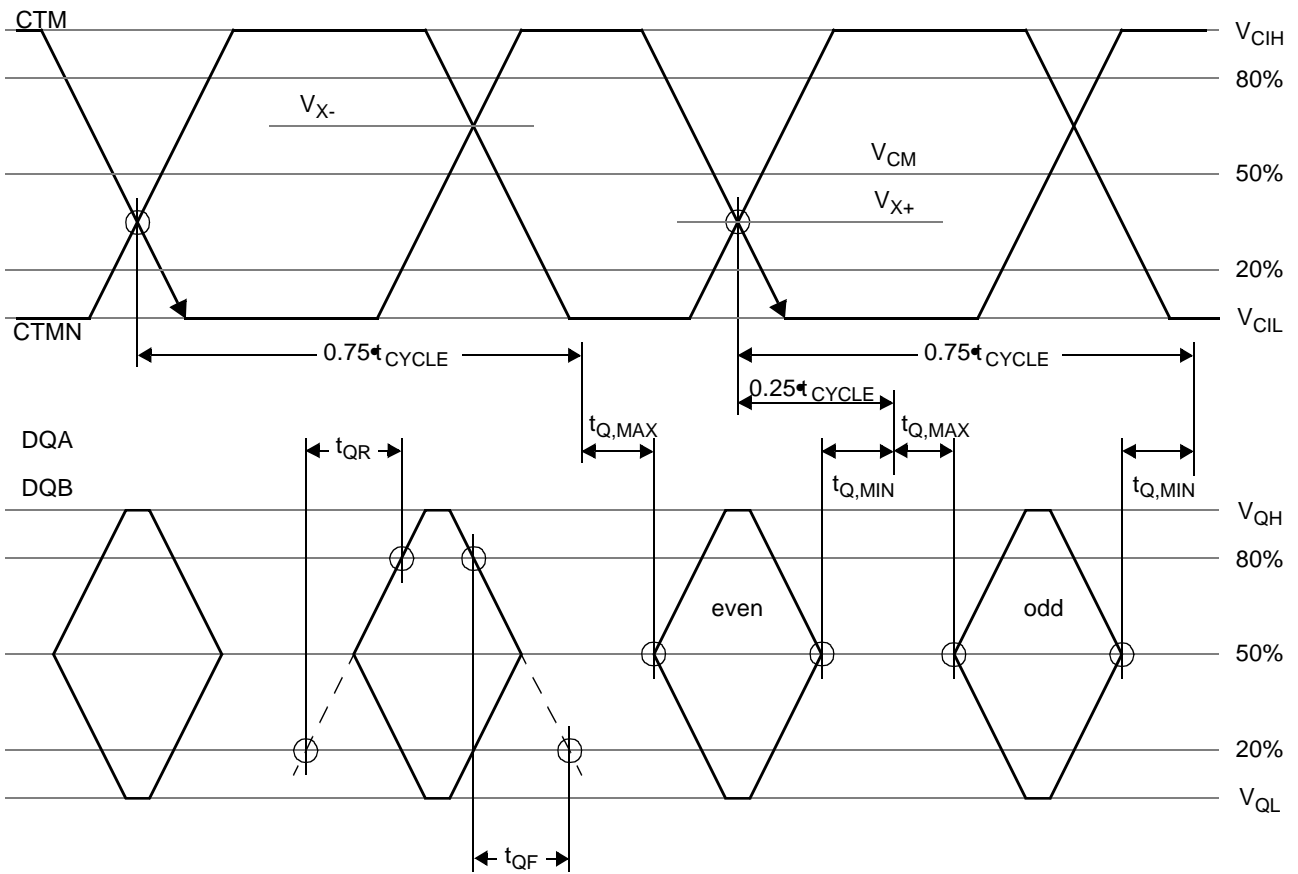 CTM
VCIH
80%
VX-
VCM
50%
VX+
20%
CTMN
VCIL
0.75•tCYCLE
0.75•tCYCLE
0.25•tCYCLE
tQ,MAX
tQ,MAX
DQA
tQR
DQB
tQ,MIN
tQ,MIN
VQH
80%
even
odd
50%
20%
VQL
tQF